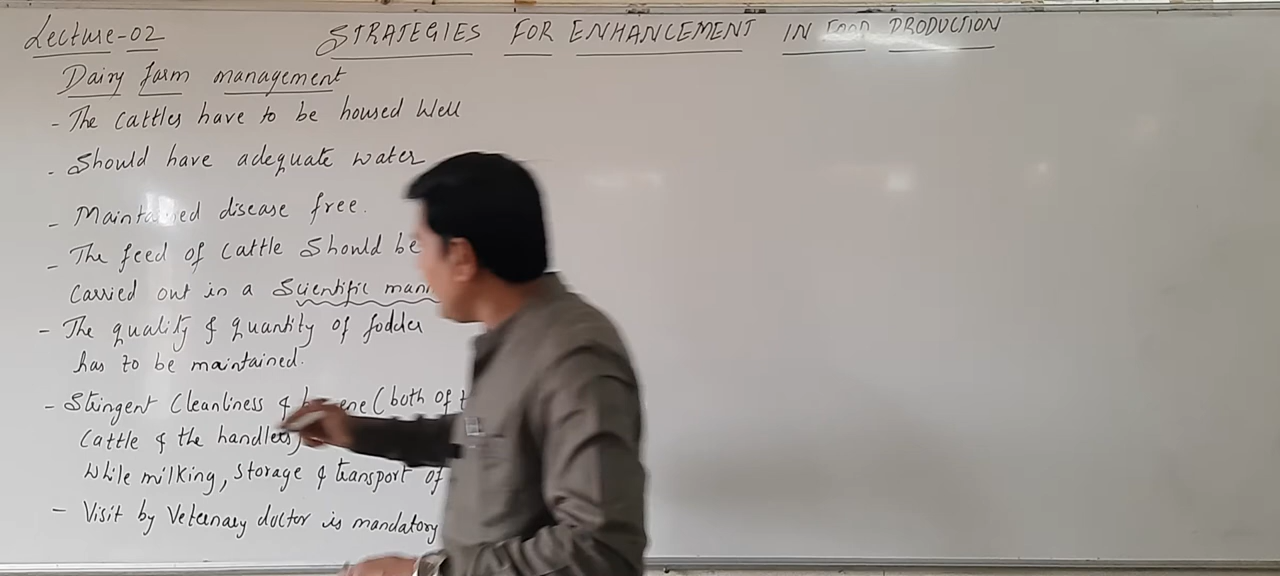 Lecture-02 STRATEGIES FOR ENHANCEMENT IN FOOD PRODUCTION
Dairy farm management
- The Cattles have to be housed Well
- Should have adequate water
- Maintained disease free.
- The feed of Cattle Should be
Carried out in a Scientific
- The quality & quantity of fodder
has to be maintained.
- Stringent Cleanliness & (both of
Cattle & the handlers)
While milking, Storage & transport of
- Visit by Veternary doctor is mandatory